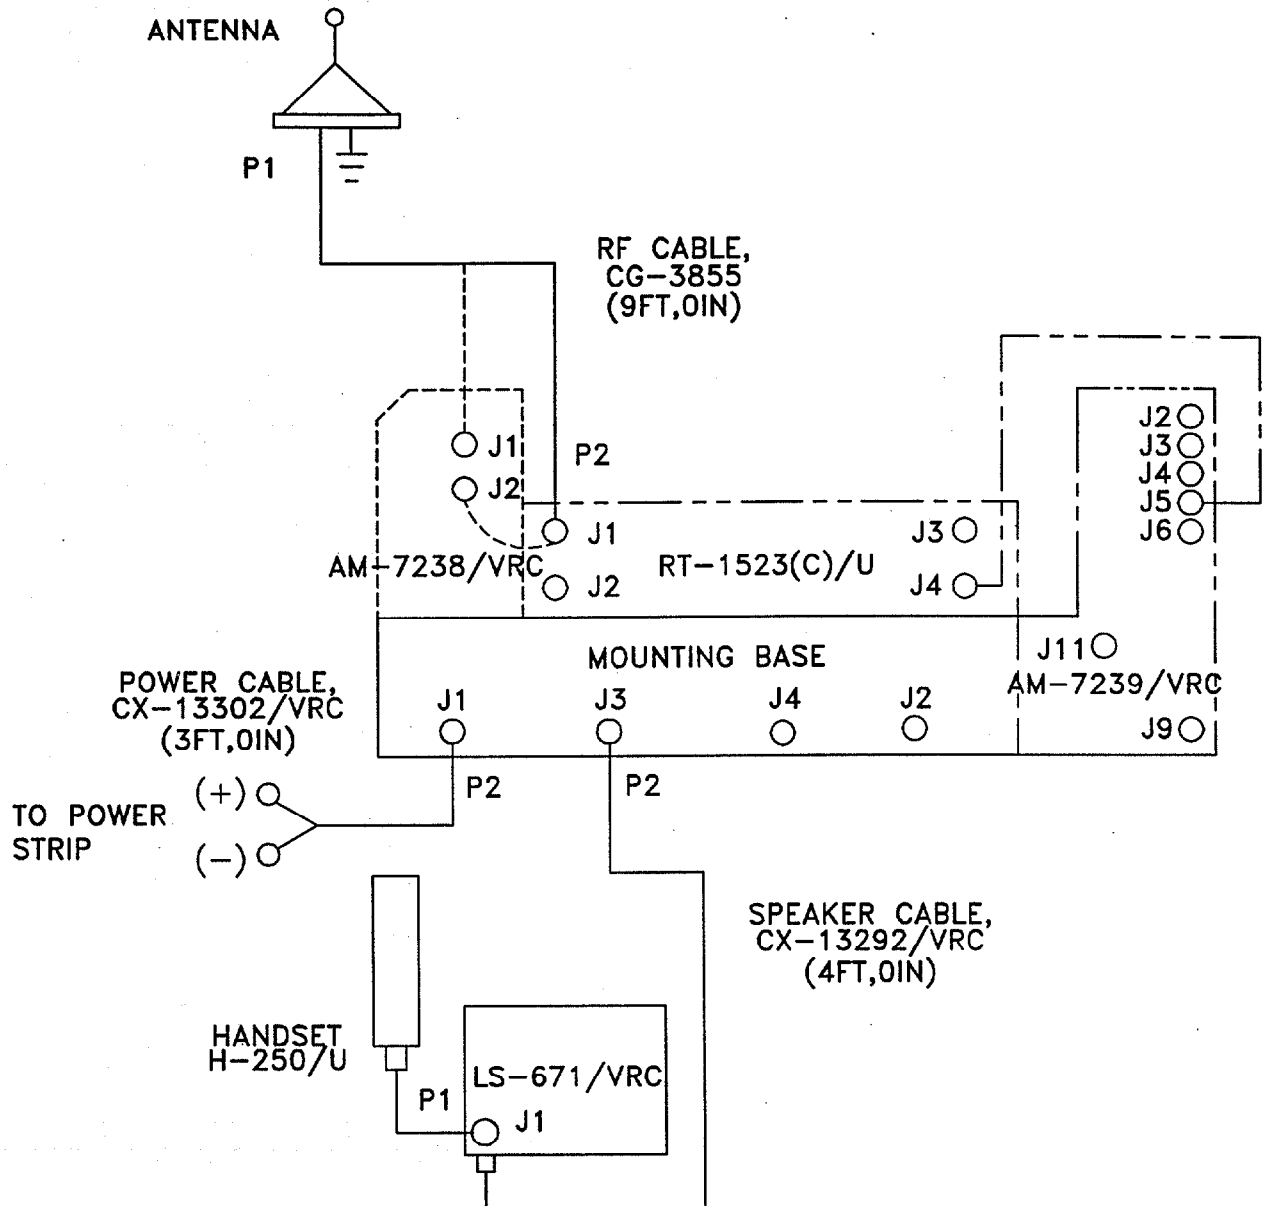 ANTENNA
P1
RF CABLE,
CG-3855
(9FT,0IN)
J1
P2
J2
J1
J2
AM-7238/VRC
RT-1523(C)/U
J3
J4
J2
J3
J4
J5
J6
MOUNTING BASE
J11
AM-7239/VRC
J9
J1
J3
J4
J2
POWER CABLE,
CX-13302/VRC
(3FT,0IN)
P2
P2
TO POWER
STRIP
(+)
(-)
SPEAKER CABLE,
CX-13292/VRC
(4FT,0IN)
HANDSET
H-250/U
LS-671/VRC
P1
J1